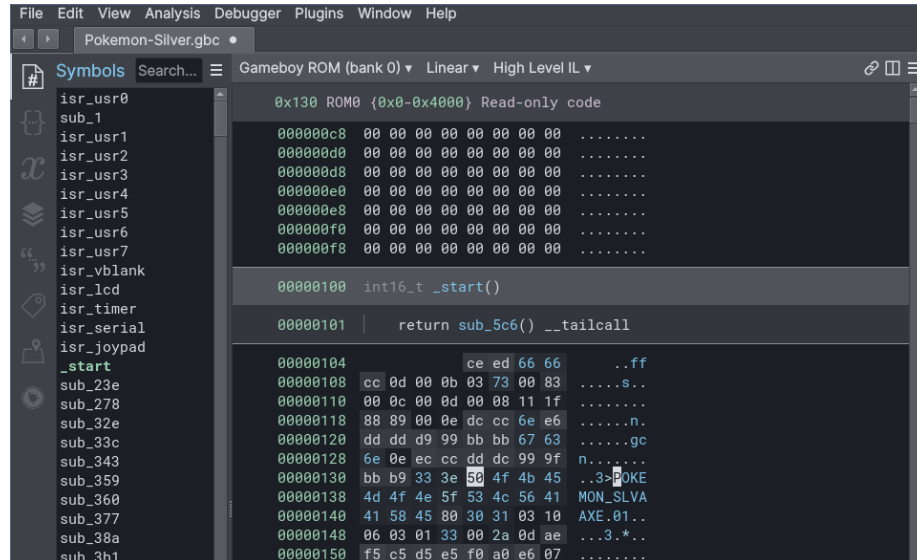 File Edit View Analysis Debugger Plugins Window Help
Pokemon-Silver.gbc ●
Symbols Search...
Gameboy ROM (bank 0) ▾ Linear ▾ High Level IL ▾
isr_usr0
sub_1
isr_usr1
isr_usr2
isr_usr3
isr_usr4
isr_usr5
isr_usr6
isr_usr7
isr_vblank
isr_lcd
isr_timer
isr_serial
isr_joypad
_start
sub_23e
sub_278
sub_32e
sub_33c
sub_343
sub_359
sub_360
sub_377
sub_38a
sub_3b1
0x130 ROM0 {0x0-0x4000} Read-only code
000000c8 00 00 00 00 00 00 00 00 ........
000000d0 00 00 00 00 00 00 00 00 ........
000000d8 00 00 00 00 00 00 00 00 ........
000000e0 00 00 00 00 00 00 00 00 ........
000000e8 00 00 00 00 00 00 00 00 ........
000000f0 00 00 00 00 00 00 00 00 ........
000000f8 00 00 00 00 00 00 00 00 ........
00000100 int16_t _start()
00000101 return sub_5c6() __tailcall
00000104 ce ed 66 66 ..ff
00000108 cc 0d 00 0b 03 73 00 83 .....s..
00000110 00 0c 00 0d 00 08 11 1f ........
00000118 88 89 00 0e dc cc 6e e6 ......n.
00000120 dd dd d9 99 bb bb 67 63 ......gc
00000128 6e 0e ec cc dd dc 99 9f n.......
00000130 bb b9 33 3e 50 4f 4b 45 ..3>POKE
00000138 4d 4f 4e 5f 53 4c 56 41 MON_SLVA
00000140 41 58 45 80 30 31 03 10 AXE.01..
00000148 06 03 01 33 00 2a 0d ae ...3.*..
00000150 f5 c5 d5 e5 f0 a0 e6 07 ........